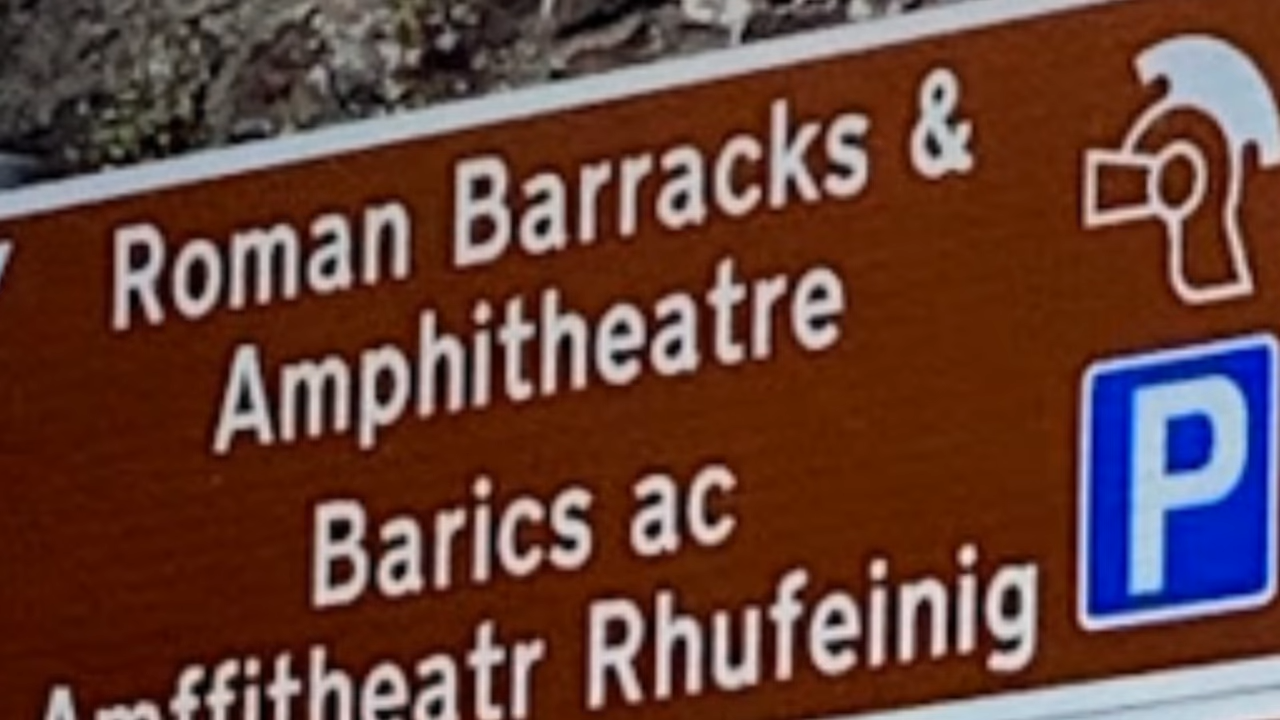 Roman Barracks &
Amphitheatre
Barics ac
Amffitheatr Rhufeinig
P